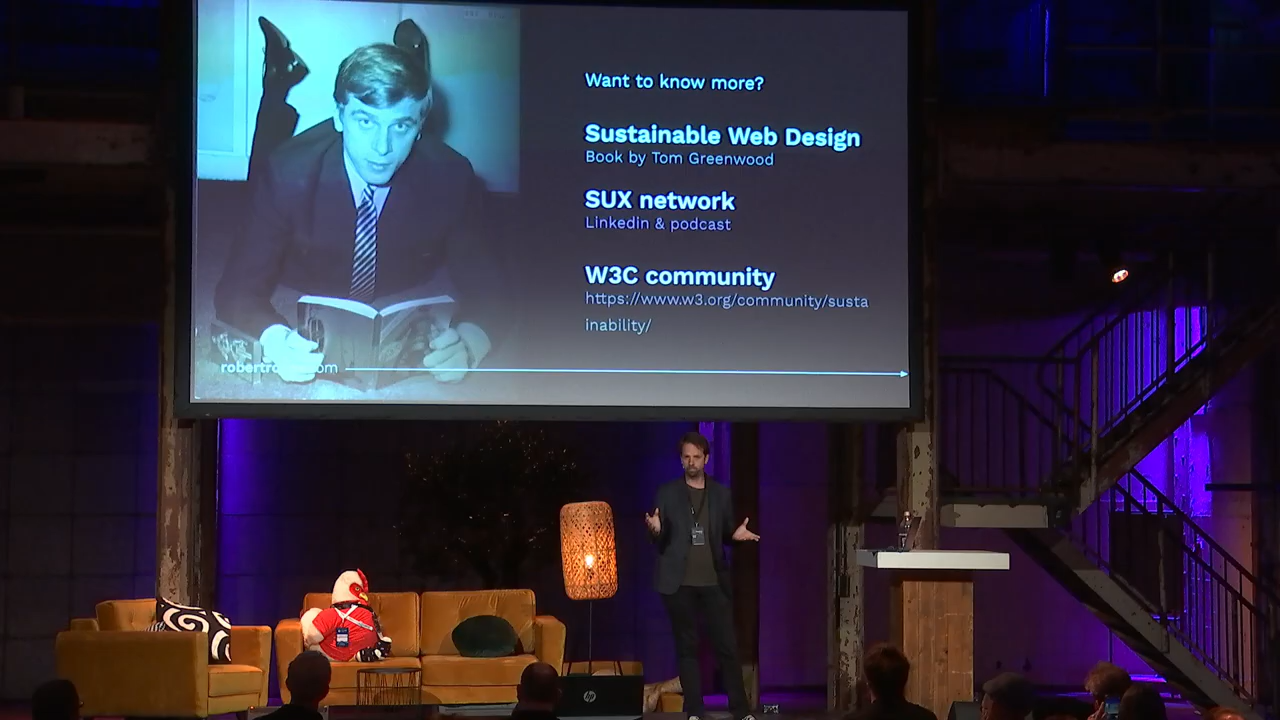 Want to know more?
Sustainable Web Design
Book by Tom Greenwood
SUX network
Linkedin & podcast
W3C community
https://www.w3.org/community/susta
inability/
hp